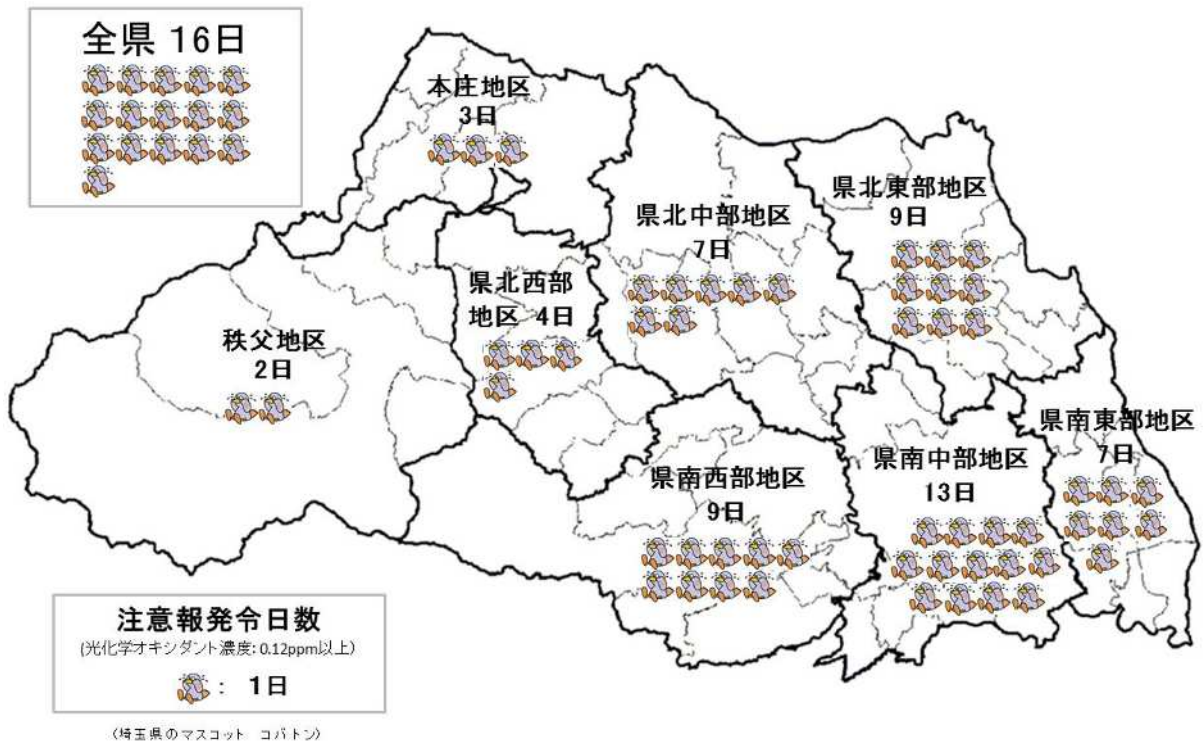 全県 16日
本庄地区
3日
県北中部地区
7日
県北東部地区
9日
県北西部
地区 4日
秩父地区
2日
県南西部地区
9日
県南中部地区
13日
県南東部地区
7日
注意報発令日数
(光化学オキシダント濃度: 0.12ppm以上)
: 1日
(埼玉県のマスコット コバトン)